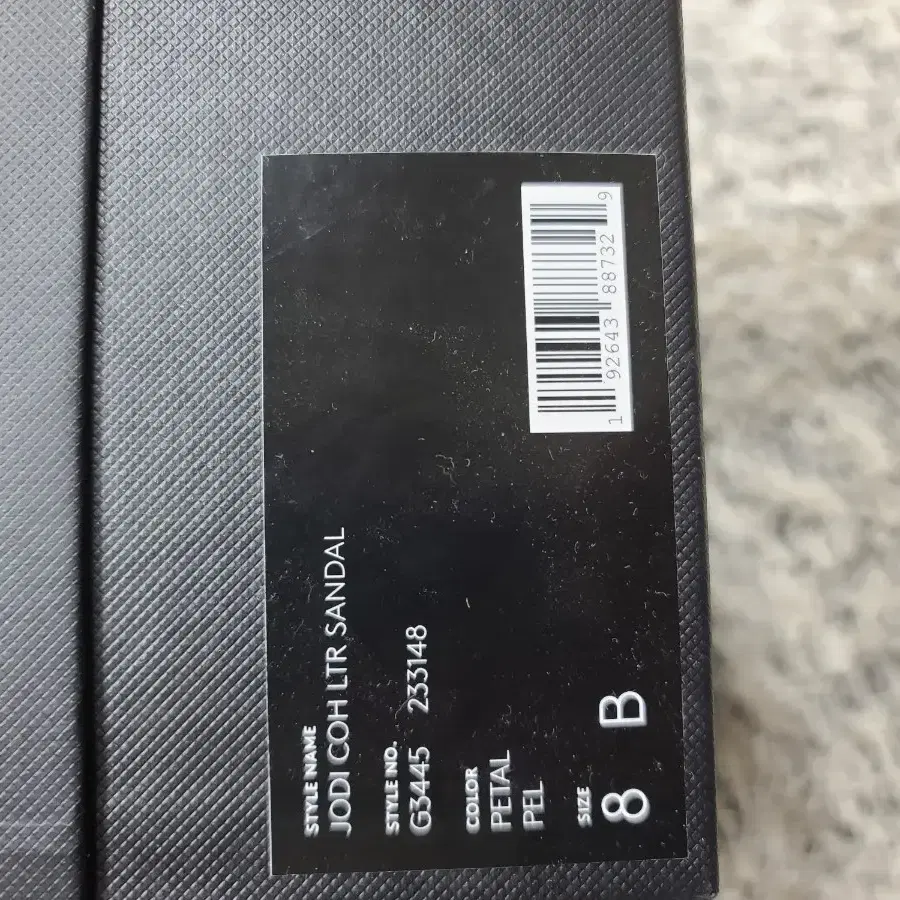 STYLE NAME
JODI COH LTR SANDAL
STYLE NO.
G3445 233148
COLOR
PETAL
PEL
SIZE
8 B
1 92643 88732 9